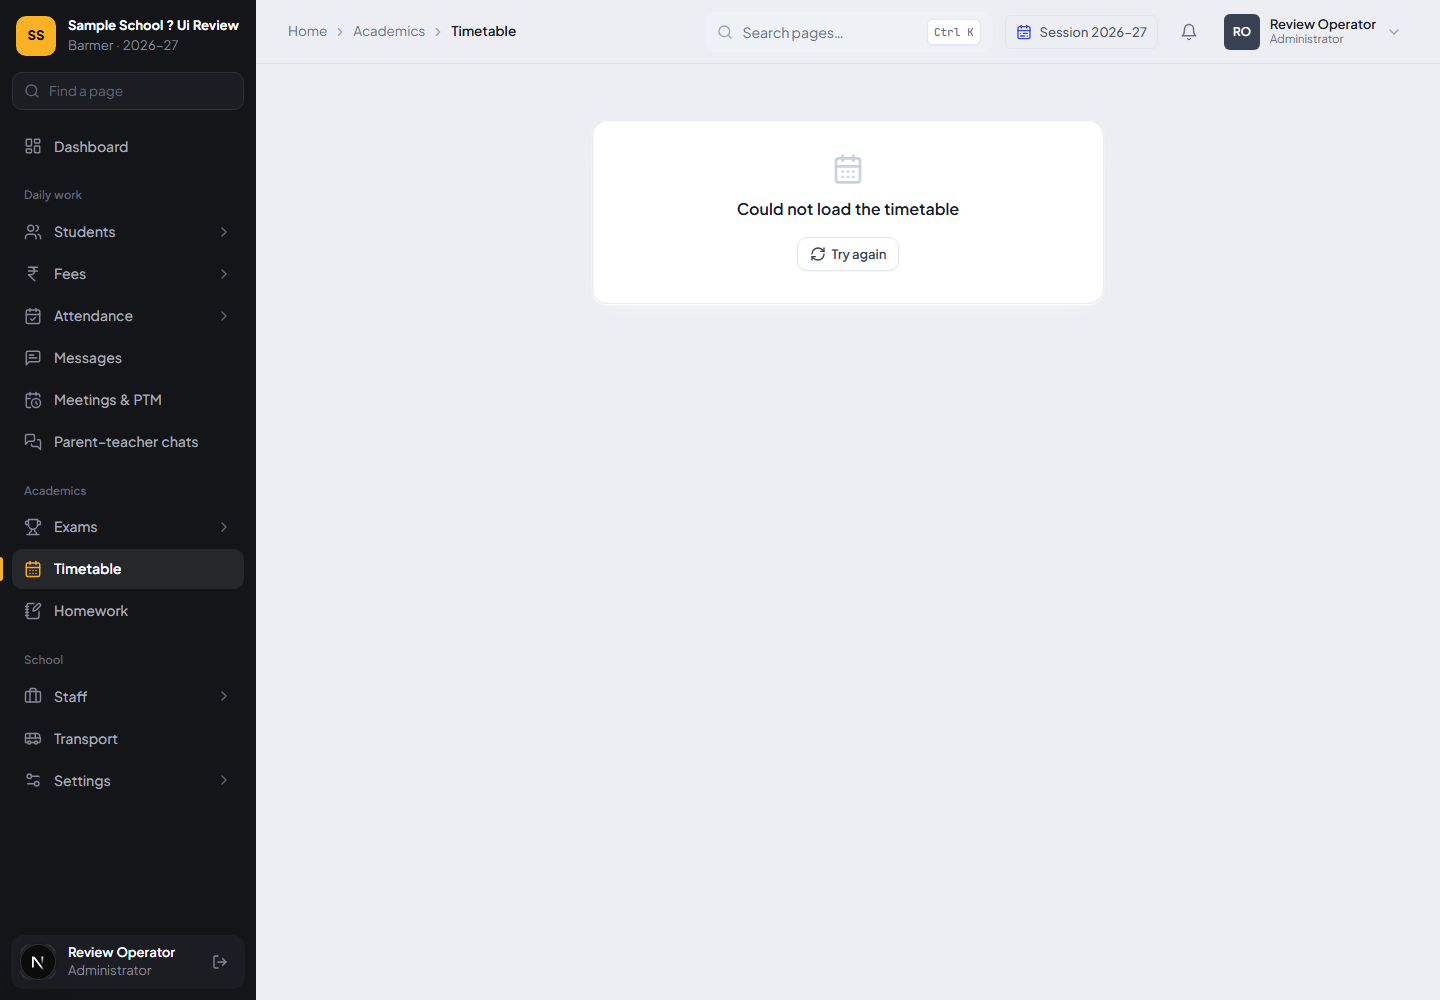 SS
Sample School ? Ui Review
Barmer · 2026–27
Find a page
Dashboard
Daily work
Students
Fees
Attendance
Messages
Meetings & PTM
Parent–teacher chats
Academics
Exams
Timetable
Homework
School
Staff
Transport
Settings
N
Review Operator
Administrator
Home > Academics > Timetable
Search pages…
Ctrl K
Session 2026–27
RO
Review Operator
Administrator
Could not load the timetable
Try again